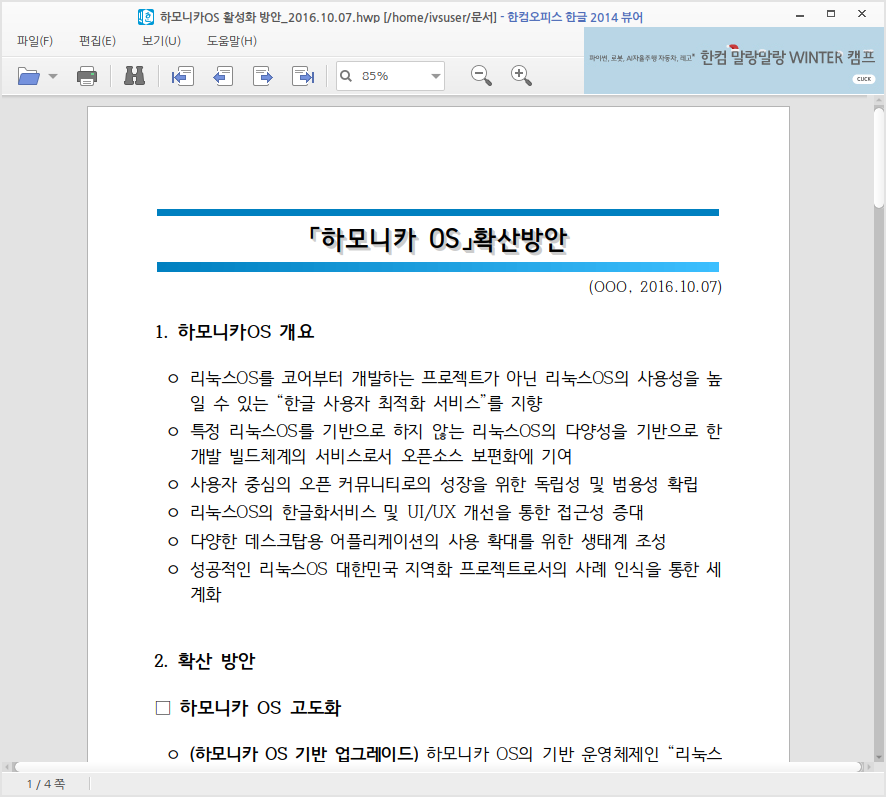 하모니카OS 활성화 방안_2016.10.07.hwp [/home/ivsuser/문서] - 한컴오피스 한글 2014 뷰어
파일(F) 편집(E) 보기(U) 도움말(H)
파이썬, 로봇, AI자율주행 자동차, 레고* 한컴 말랑말랑 WINTER 캠프
CLICK
85%
「하모니카 OS」확산방안
(OOO, 2016.10.07)
1. 하모니카OS 개요
ㅇ 리눅스OS를 코어부터 개발하는 프로젝트가 아닌 리눅스OS의 사용성을 높
일 수 있는 “한글 사용자 최적화 서비스”를 지향
ㅇ 특정 리눅스OS를 기반으로 하지 않는 리눅스OS의 다양성을 기반으로 한
개발 빌드체계의 서비스로서 오픈소스 보편화에 기여
ㅇ 사용자 중심의 오픈 커뮤니티로의 성장을 위한 독립성 및 범용성 확립
ㅇ 리눅스OS의 한글화서비스 및 UI/UX 개선을 통한 접근성 증대
ㅇ 다양한 데스크탑용 어플리케이션의 사용 확대를 위한 생태계 조성
ㅇ 성공적인 리눅스OS 대한민국 지역화 프로젝트로서의 사례 인식을 통한 세
계화
2. 확산 방안
□ 하모니카 OS 고도화
ㅇ (하모니카 OS 기반 업그레이드) 하모니카 OS의 기반 운영체제인 “리눅스
1 / 4 쪽